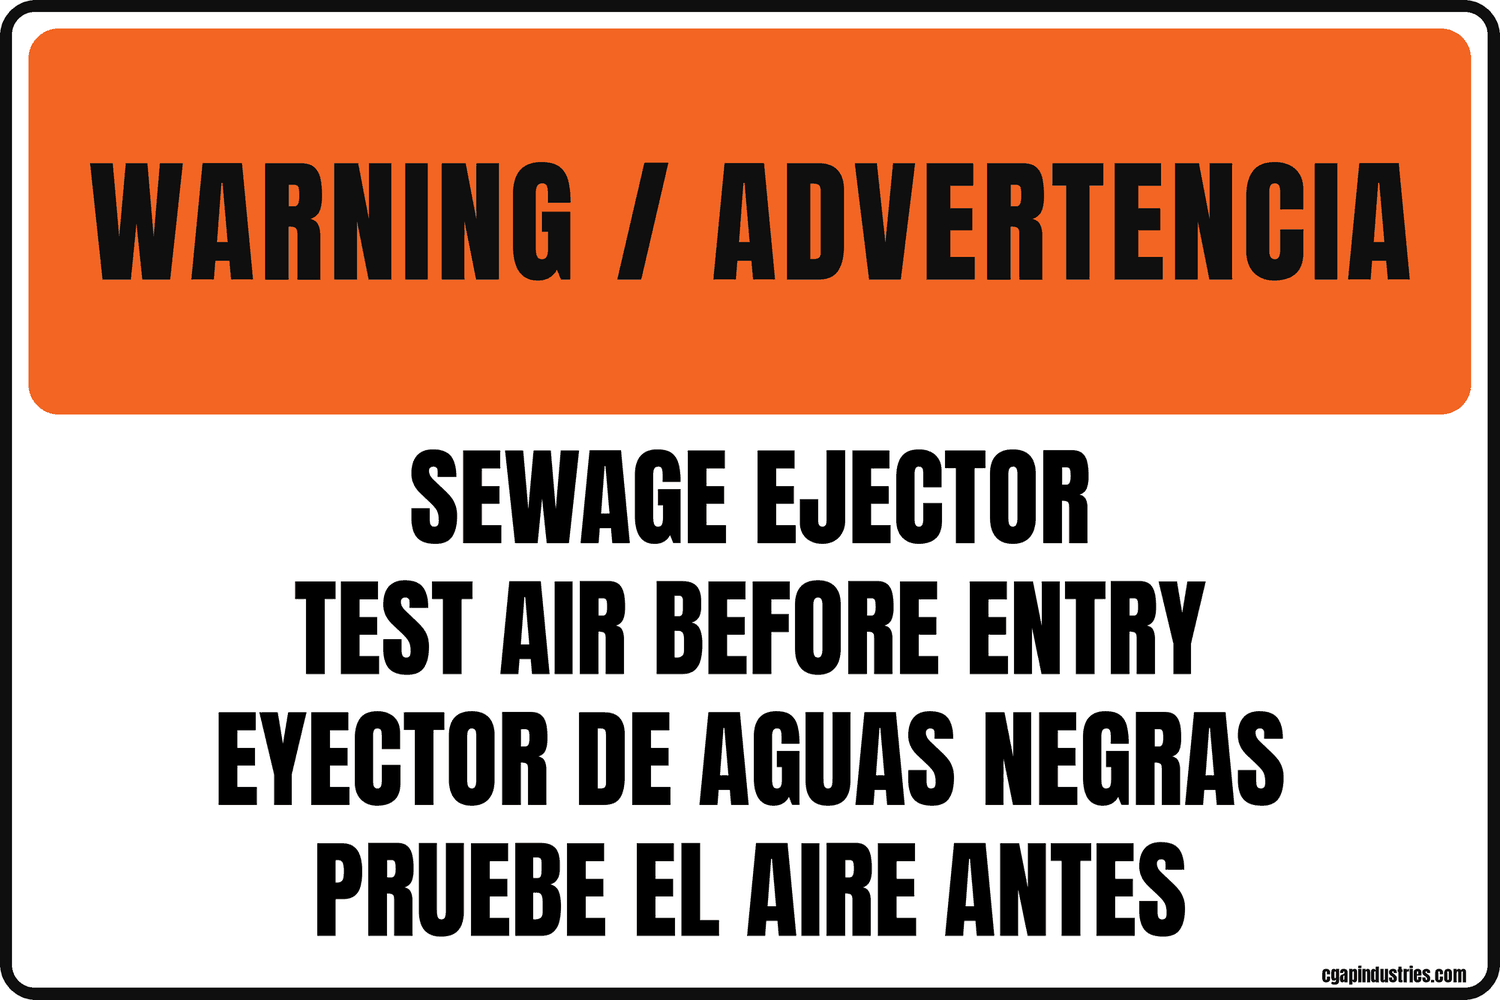 WARNING / ADVERTENCIA
SEWAGE EJECTOR
TEST AIR BEFORE ENTRY
EYECTOR DE AGUAS NEGRAS
PRUEBE EL AIRE ANTES
cgapindustries.com